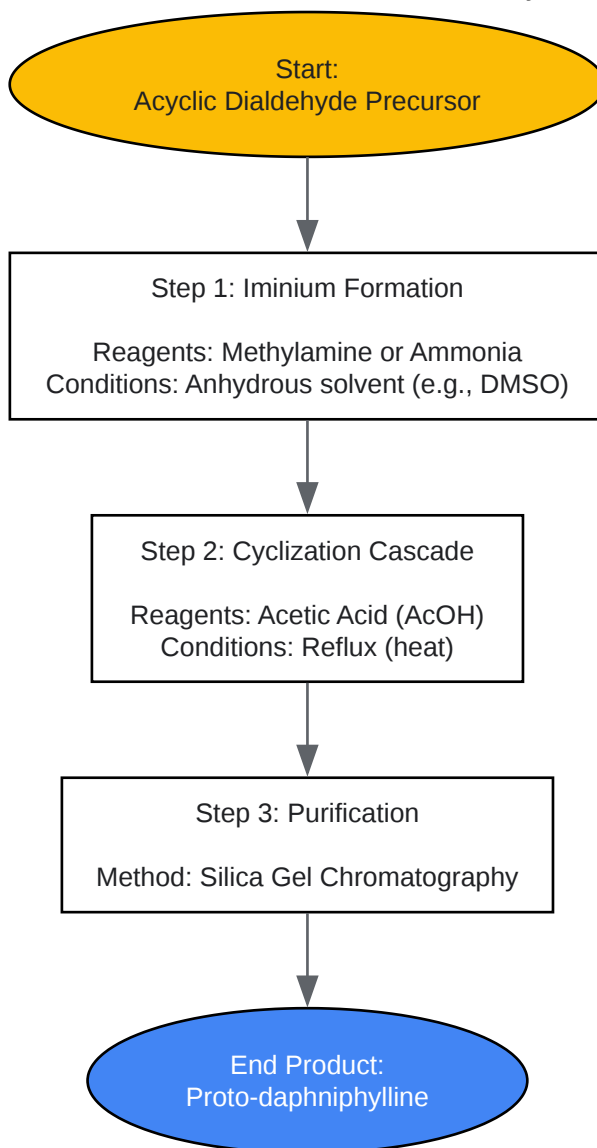 Start:
Acyclic Dialdehyde Precursor
Step 1: Iminium Formation
Reagents: Methylamine or Ammonia
Conditions: Anhydrous solvent (e.g., DMSO)
Step 2: Cyclization Cascade
Reagents: Acetic Acid (AcOH)
Conditions: Reflux (heat)
Step 3: Purification
Method: Silica Gel Chromatography
End Product:
Proto-daphniphylline